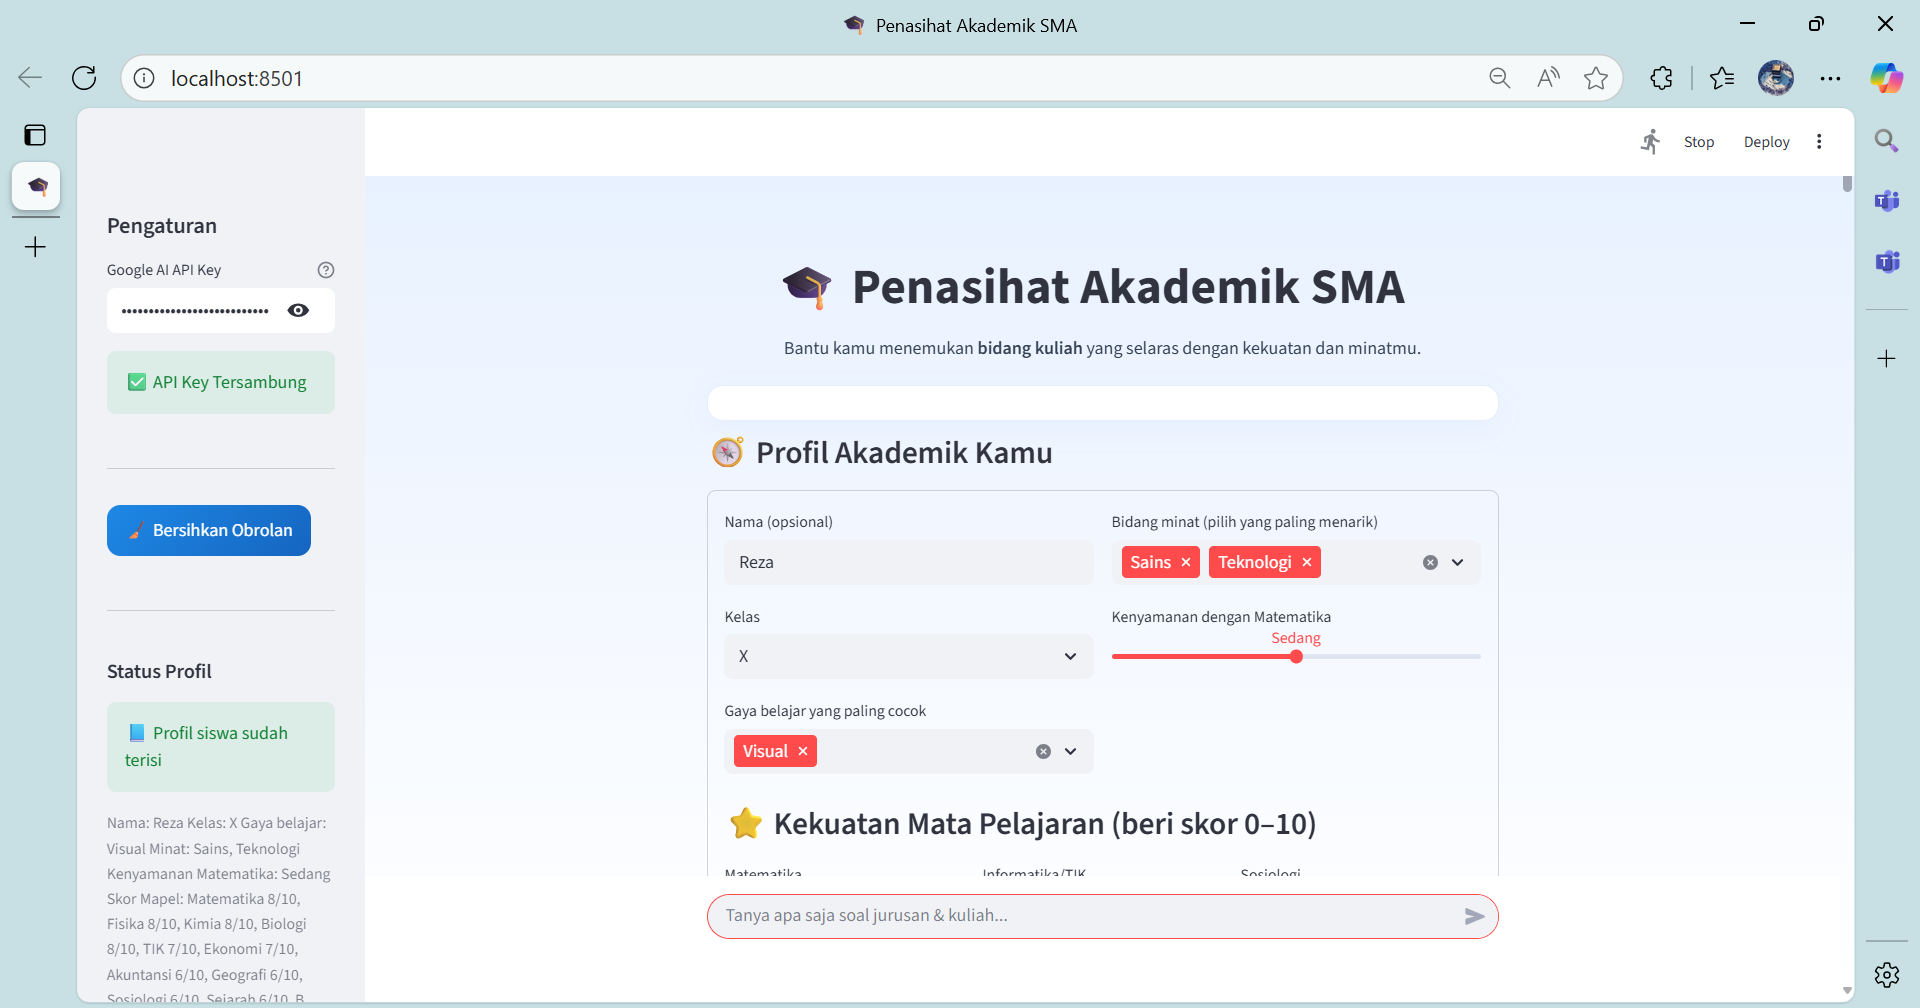 Penasihat Akademik SMA
localhost:8501
Stop
Deploy
Pengaturan
Google AI API Key
API Key Tersambung
Bersihkan Obrolan
Status Profil
Profil siswa sudah
terisi
Nama: Reza Kelas: X Gaya belajar:
Visual Minat: Sains, Teknologi
Kenyamanan Matematika: Sedang
Skor Mapel: Matematika 8/10,
Fisika 8/10, Kimia 8/10, Biologi
8/10, TIK 7/10, Ekonomi 7/10,
Akuntansi 6/10, Geografi 6/10,
Sosiologi 6/10, Sejarah 6/10, B
Penasihat Akademik SMA
Bantu kamu menemukan bidang kuliah yang selaras dengan kekuatan dan minatmu.
Profil Akademik Kamu
Nama (opsional)
Reza
Bidang minat (pilih yang paling menarik)
Sains
Teknologi
Kelas
X
Kenyamanan dengan Matematika
Sedang
Gaya belajar yang paling cocok
Visual
Kekuatan Mata Pelajaran (beri skor 0–10)
Matematika
Informatika/TIK
Sosiologi
Tanya apa saja soal jurusan & kuliah...